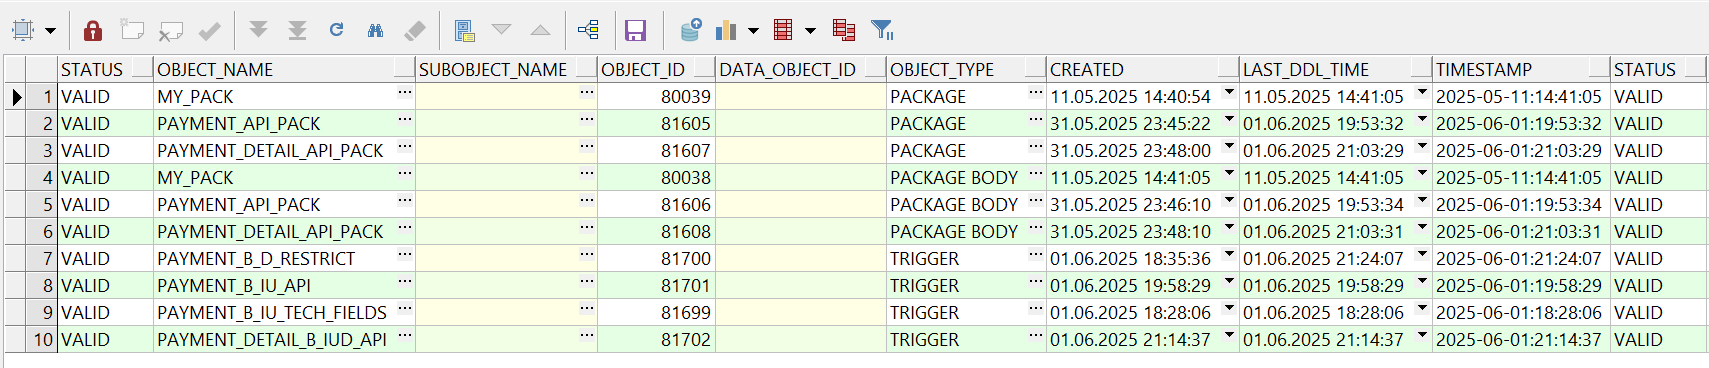 STATUS OBJECT_NAME SUBOBJECT_NAME OBJECT_ID DATA_OBJECT_ID OBJECT_TYPE CREATED LAST_DDL_TIME TIMESTAMP STATUS
1 VALID MY_PACK ... 80039 PACKAGE ... 11.05.2025 14:40:54 11.05.2025 14:41:05 2025-05-11:14:41:05 VALID
2 VALID PAYMENT_API_PACK ... 81605 PACKAGE ... 31.05.2025 23:45:22 01.06.2025 19:53:32 2025-06-01:19:53:32 VALID
3 VALID PAYMENT_DETAIL_API_PACK ... 81607 PACKAGE ... 31.05.2025 23:48:00 01.06.2025 21:03:29 2025-06-01:21:03:29 VALID
4 VALID MY_PACK ... 80038 PACKAGE BODY ... 11.05.2025 14:41:05 11.05.2025 14:41:05 2025-05-11:14:41:05 VALID
5 VALID PAYMENT_API_PACK ... 81606 PACKAGE BODY ... 31.05.2025 23:46:10 01.06.2025 19:53:34 2025-06-01:19:53:34 VALID
6 VALID PAYMENT_DETAIL_API_PACK ... 81608 PACKAGE BODY ... 31.05.2025 23:48:10 01.06.2025 21:03:31 2025-06-01:21:03:31 VALID
7 VALID PAYMENT_B_D_RESTRICT ... 81700 TRIGGER ... 01.06.2025 18:35:36 01.06.2025 21:24:07 2025-06-01:21:24:07 VALID
8 VALID PAYMENT_B_IU_API ... 81701 TRIGGER ... 01.06.2025 19:58:29 01.06.2025 19:58:29 2025-06-01:19:58:29 VALID
9 VALID PAYMENT_B_IU_TECH_FIELDS ... 81699 TRIGGER ... 01.06.2025 18:28:06 01.06.2025 18:28:06 2025-06-01:18:28:06 VALID
10 VALID PAYMENT_DETAIL_B_IUD_API ... 81702 TRIGGER ... 01.06.2025 21:14:37 01.06.2025 21:14:37 2025-06-01:21:14:37 VALID